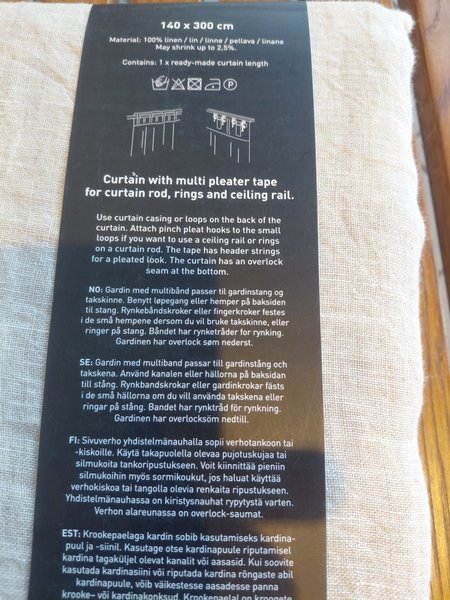 140 x 300 cm
Material: 100% linen / lin / linne / pellava / linane
May shrink up to 2,5%.
Contains: 1 x ready-made curtain length
Curtain with multi pleater tape
for curtain rod, rings and ceiling rail.
Use curtain casing or loops on the back of the
curtain. Attach pinch pleat hooks to the small
loops if you want to use a ceiling rail or rings
on a curtain rod. The tape has header strings
for a pleated look. The curtain has an overlock
seam at the bottom.
NO: Gardin med multibånd passer til gardinstang og
takskinne. Benytt løpegang eller hemper på baksiden
til stang. Rynkebåndskroker eller fingerkroker festes
i de små hempene dersom du vil bruke takskinne, eller
ringer på stang. Båndet har rynketråder for rynking.
Gardinen har overlock søm nederst.
SE: Gardin med multiband passar till gardinstång och
takskena. Använd kanalen eller hällorna på baksidan
till stång. Rynkbandskrokar eller gardinkrokar fästs
i de små hällorna om du vill använda takskena eller
ringar på stång. Bandet har rynktråd för rynkning.
Gardinen har overlocksöm nedtill.
FI: Sivuverho yhdistelmänauhalla sopii verhotankoon tai
-kiskoille. Käytä takapuolella olevaa pujotuskujaa tai
silmukoita tankoripustukseen. Voit kiinnittää pieniin
silmukoihin myös sormikoukut, jos haluat käyttää
verhokiskoa tai tangolla olevia renkaita ripustukseen.
Yhdistelmänauhassa on kiristysnauhat rypytystä varten.
Verhon alareunassa on overlock-saumat.
EST: Krookepaelaga kardin sobib kasutamiseks kardina-
puul ja -siinil. Kasutage otse kardinapuule riputamisel
kardina tagaküljel olevat kanalit või aasasid. Kui soovite
kasutada kardinasiini või riputada kardina rõngaste abil
kardinapuule, võib väikestesse aasadesse panna
krooke- või kardinakonksud. Krookepaelal on kroogete